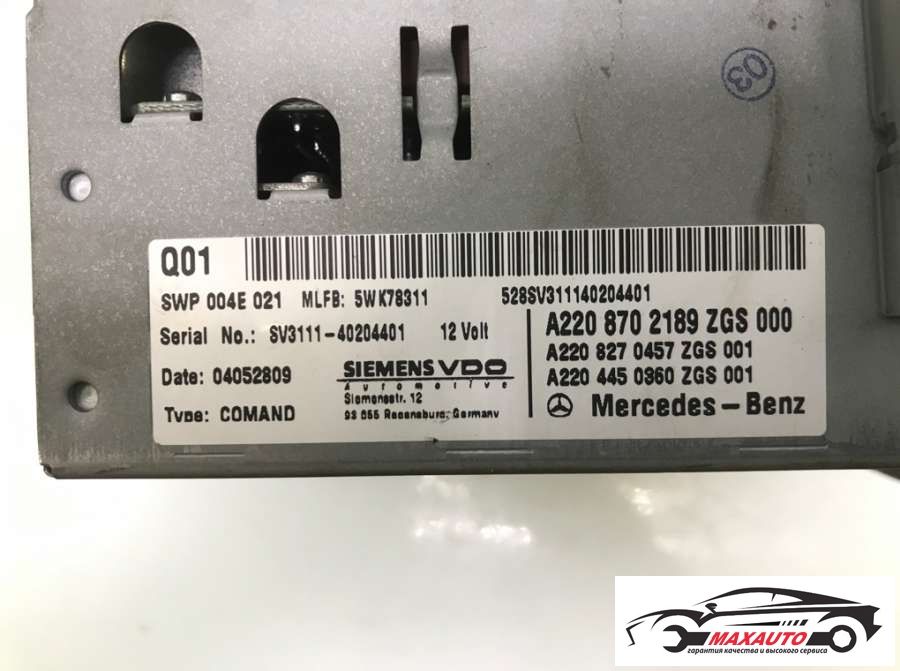 03
Q01
SWP 004E 021 MLFB: 5WK78311 528SV311140204401
Serial No.: SV3111-40204401 12 Volt
A220 870 2189 ZGS 000
A220 827 0457 ZGS 001
Date: 04052809
SIEMENS VDO
Automotive
A220 445 0360 ZGS 001
Siemensstr. 12
Type: COMAND
93 055 Regensburg, Germany
Mercedes-Benz
MAXAUTO
гарантия качества и высокого сервиса